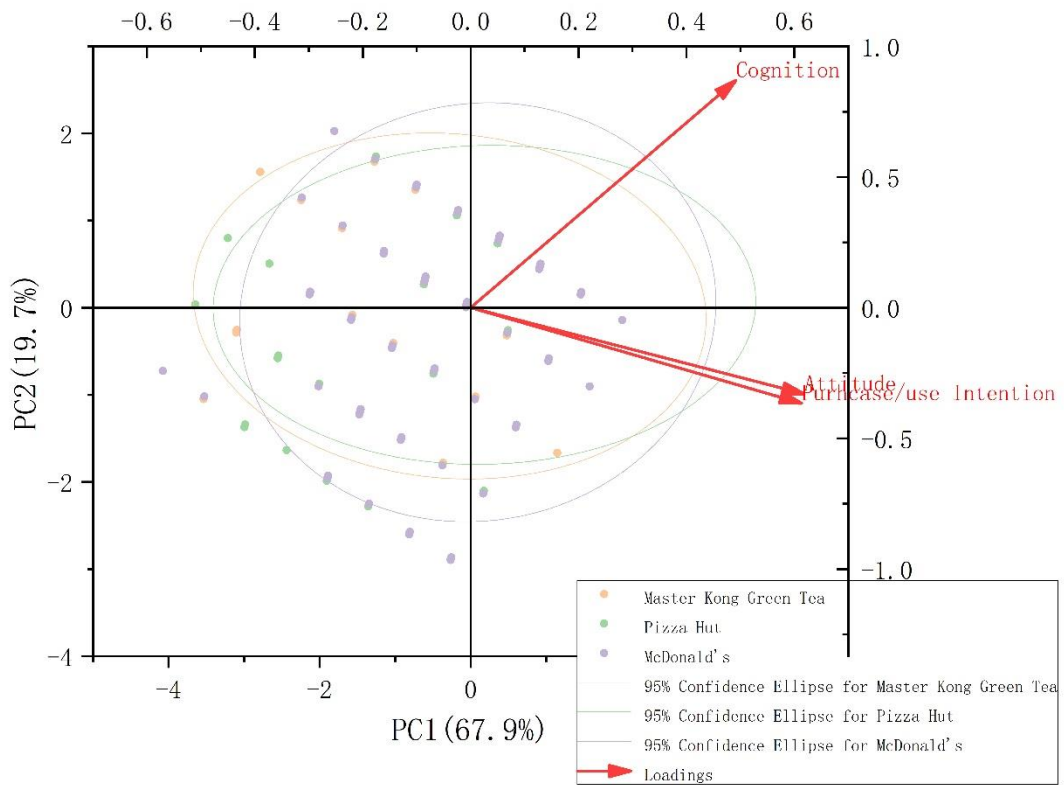 -0.6 -0.4 -0.2 0.0 0.2 0.4 0.6
1.0
Cognition
2
0.5
0
0.0
Attitude
Purhcase/use Intention
PC2(19.7%)
-0.5
-2
-1.0
-4
-4 -2 0
PC1(67.9%)
Master Kong Green Tea
Pizza Hut
McDonald's
95% Confidence Ellipse for Master Kong Green Tea
95% Confidence Ellipse for Pizza Hut
95% Confidence Ellipse for McDonald's
Loadings